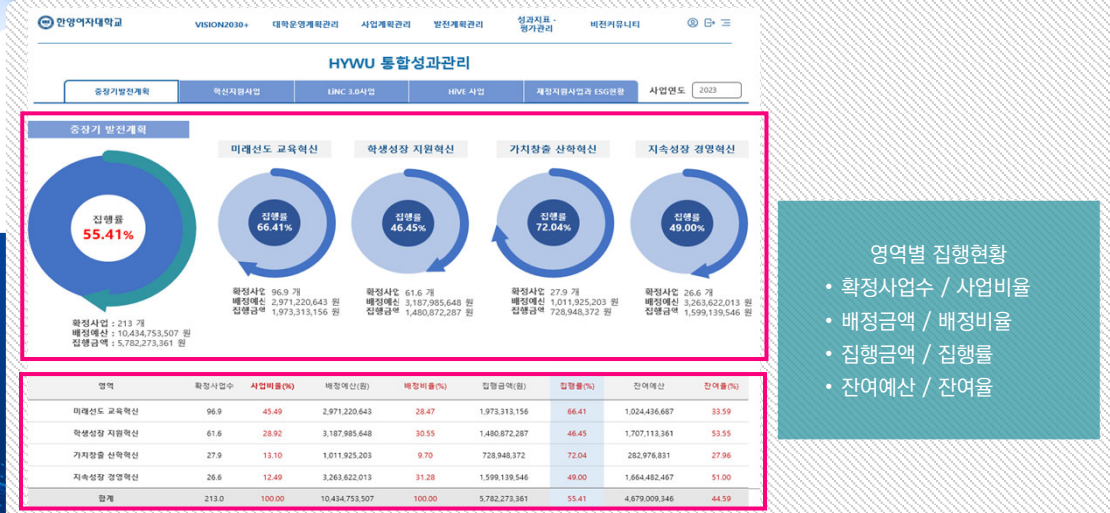 한양여자대학교
VISION2030+ 대학운영계획관리 사업계획관리 발전계획관리 성과지표 · 평가관리 비전커뮤니티
HYWU 통합성과관리
중장기발전계획 혁신지원사업 LiNC 3.0사업 HiVE 사업 재정지원사업과 ESG현황 사업연도 2023
중장기 발전계획
집행률
55.41%
확정사업 : 213 개
배정예산 : 10,434,753,507 원
집행금액 : 5,782,273,361 원
미래선도 교육혁신
집행률
66.41%
확정사업 96.9 개
배정예산 2,971,220,643 원
집행금액 1,973,313,156 원
학생성장 지원혁신
집행률
46.45%
확정사업 61.6 개
배정예산 3,187,985,648 원
집행금액 1,480,872,287 원
가치창출 산학혁신
집행률
72.04%
확정사업 27.9 개
배정예산 1,011,925,203 원
집행금액 728,948,372 원
지속성장 경영혁신
집행률
49.00%
확정사업 26.6 개
배정예산 3,263,622,013 원
집행금액 1,599,139,546 원
영역 확정사업수 사업비율(%) 배정예산(원) 배정비율(%) 집행금액(원) 집행률(%) 잔여예산 잔여율(%)
미래선도 교육혁신 96.9 45.49 2,971,220,643 28.47 1,973,313,156 66.41 1,024,436,687 33.59
학생성장 지원혁신 61.6 28.92 3,187,985,648 30.55 1,480,872,287 46.45 1,707,113,361 53.55
가치창출 산학혁신 27.9 13.10 1,011,925,203 9.70 728,948,372 72.04 282,976,831 27.96
지속성장 경영혁신 26.6 12.49 3,263,622,013 31.28 1,599,139,546 49.00 1,664,482,467 51.00
합계 213.0 100.00 10,434,753,507 100.00 5,782,273,361 55.41 4,679,009,346 44.59
영역별 집행현황
• 확정사업수 / 사업비율
• 배정금액 / 배정비율
• 집행금액 / 집행률
• 잔여예산 / 잔여율